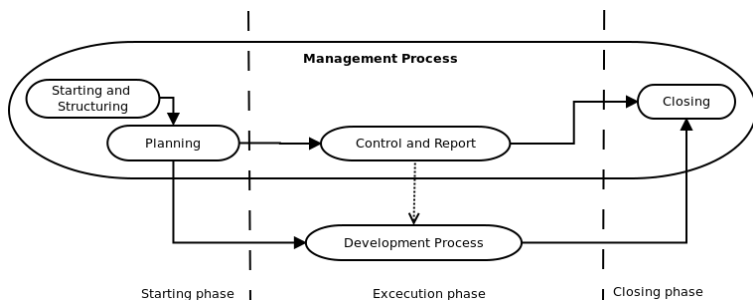 Management Process
Starting and
Structuring
Closing
Planning
Control and Report
Development Process
Starting phase
Excecution phase
Closing phase